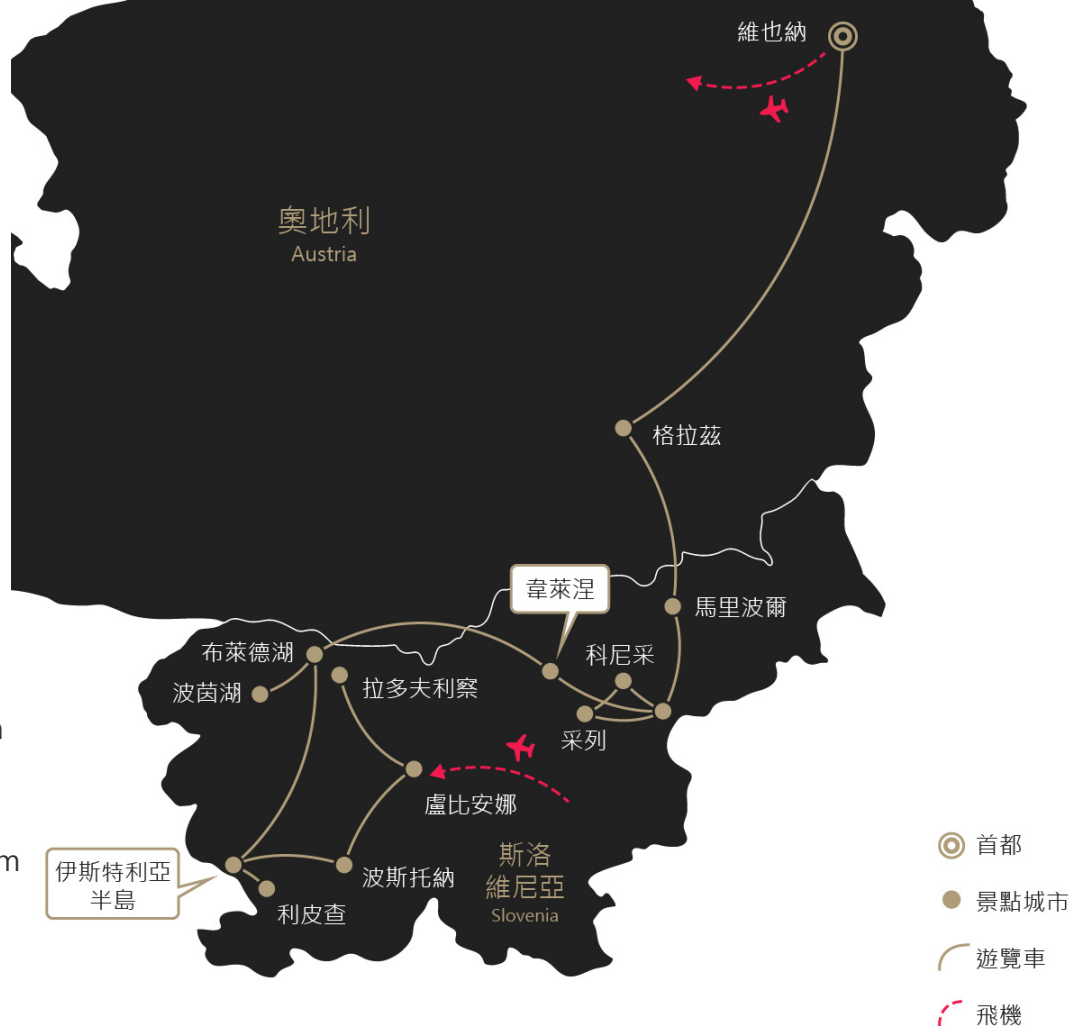 維也納
奧地利
Austria
格拉茲
韋萊涅
馬里波爾
布萊德湖
科尼采
波茵湖
拉多夫利察
采列
盧比安娜
伊斯特利亞
半島
波斯托納
利皮查
斯洛
維尼亞
Slovenia
m
首都
景點城市
遊覽車
飛機